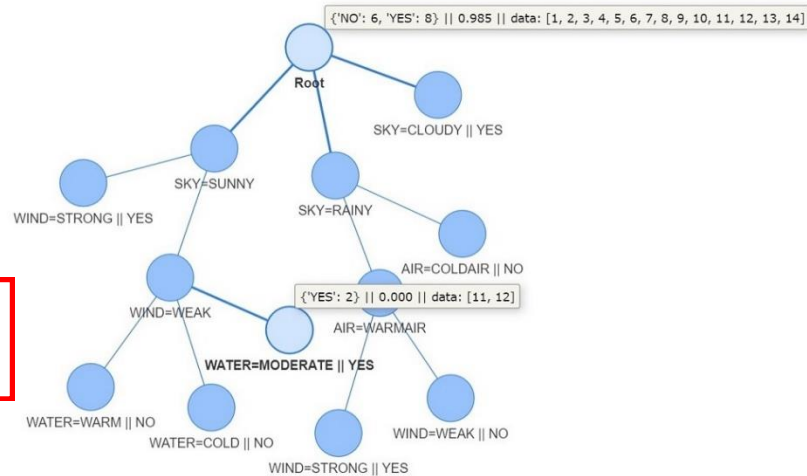 {'NO': 6, 'YES': 8} || 0.985 || data: [1, 2, 3, 4, 5, 6, 7, 8, 9, 10, 11, 12, 13, 14]
Root
SKY=CLOUDY || YES
SKY=SUNNY
SKY=RAINY
WIND=STRONG || YES
AIR=COLDAIR || NO
{'YES': 2} || 0.000 || data: [11, 12]
WIND=WEAK
AIR=WARMAIR
WATER=MODERATE || YES
WATER=WARM || NO
WATER=COLD || NO
WIND=WEAK || NO
WIND=STRONG || YES